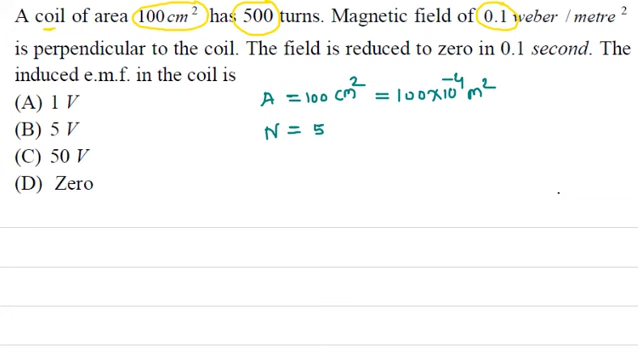 A coil of area 100 cm² has 500 turns. Magnetic field of 0.1 weber / metre ²
is perpendicular to the coil. The field is reduced to zero in 0.1 second. The
induced e.m.f. in the coil is
(A) 1 V
(B) 5 V
(C) 50 V
(D) Zero
A = 100 cm² = 100×10⁻⁴ m²
N = 5